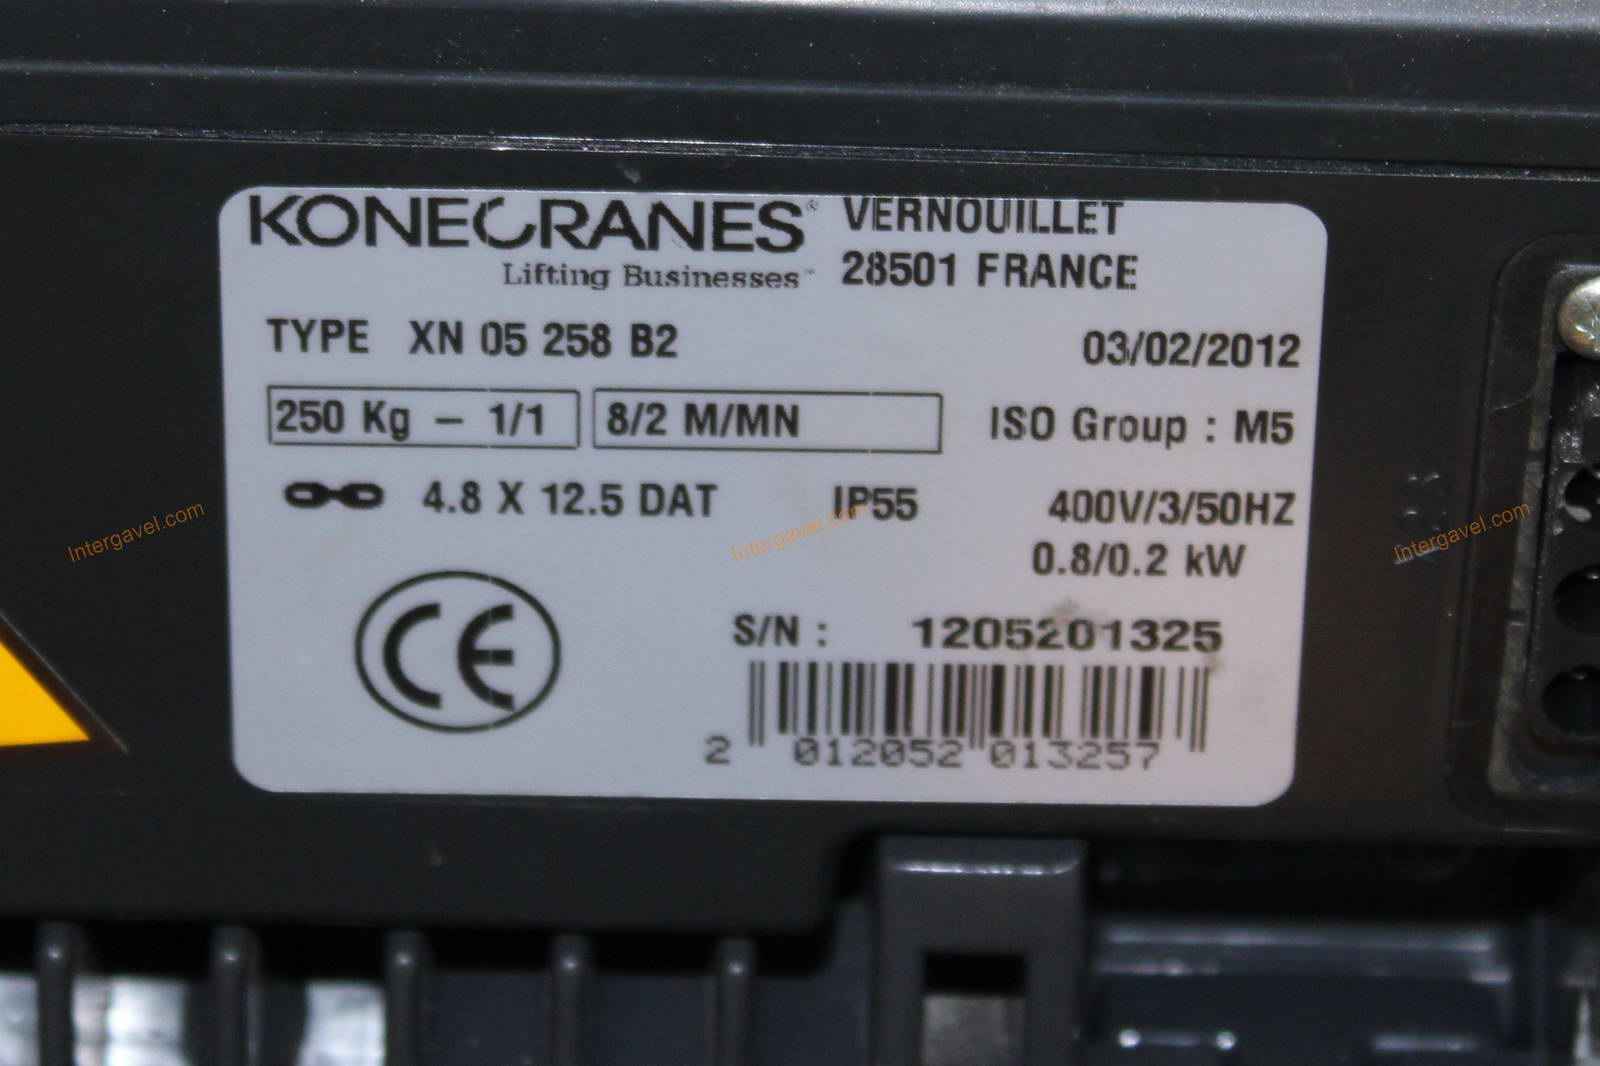 KONECRANES® VERNOUILLET
Lifting Businesses™ 28501 FRANCE
TYPE XN 05 258 B2 03/02/2012
250 Kg - 1/1 8/2 M/MN ISO Group : M5
4.8 X 12.5 DAT IP55 400V/3/50HZ
0.8/0.2 kW
CE
S/N : 1205201325
2 012052 013257
Intergavel.com
Intergavel.com
Intergavel.com